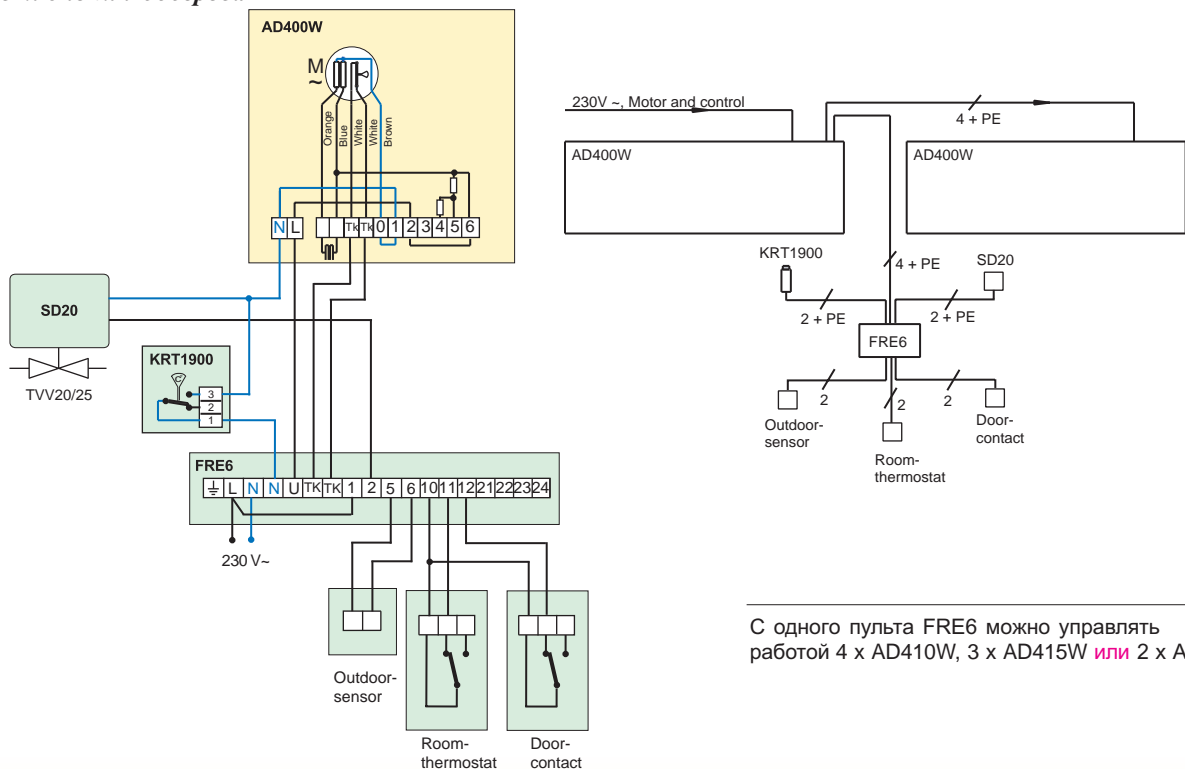 AD400W
M
~
Orange
Blue
White
White
Brown
N L Tk Tk 0 1 2 3 4 5 6
SD20
TVV20/25
KRT1900
C°
3
2
1
FRE6
L N N U TK TK 1 2 5 6 10 11 12 21 22 23 24
230 V~
Outdoor-
sensor
Room-
thermostat
Door-
contact
230V ~, Motor and control
4 + PE
AD400W
AD400W
KRT1900
4 + PE
SD20
2 + PE
2 + PE
FRE6
2
2
2
Outdoor-
sensor
Room-
thermostat
Door-
contact
С одного пульта FRE6 можно управлять
работой 4 x AD410W, 3 x AD415W или 2 x A